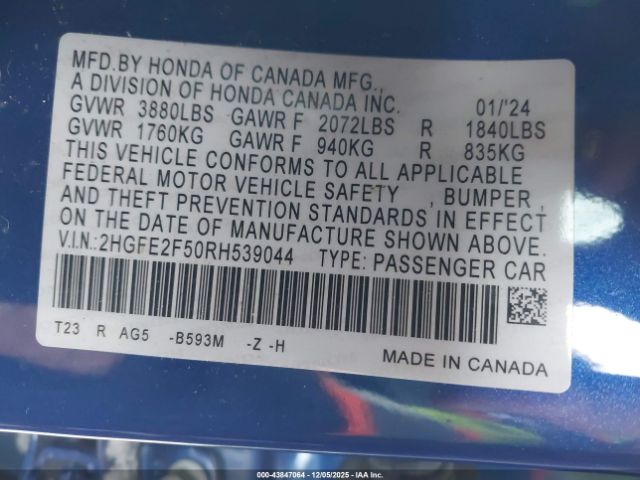 MFD.BY HONDA OF CANADA MFG.,
A DIVISION OF HONDA CANADA INC. 01/'24
GVWR 3880LBS GAWR F 2072LBS R 1840LBS
GVWR 1760KG GAWR F 940KG R 835KG
THIS VEHICLE CONFORMS TO ALL APPLICABLE
FEDERAL MOTOR VEHICLE SAFETY , BUMPER ,
AND THEFT PREVENTION STANDARDS IN EFFECT
ON THE DATE OF MANUFACTURE SHOWN ABOVE.
V.I.N.:2HGFE2F50RH539044 TYPE: PASSENGER CAR
T23 R AG5 -B593M -Z -H
MADE IN CANADA
000-43847064 - 12/05/2025 - IAA Inc.